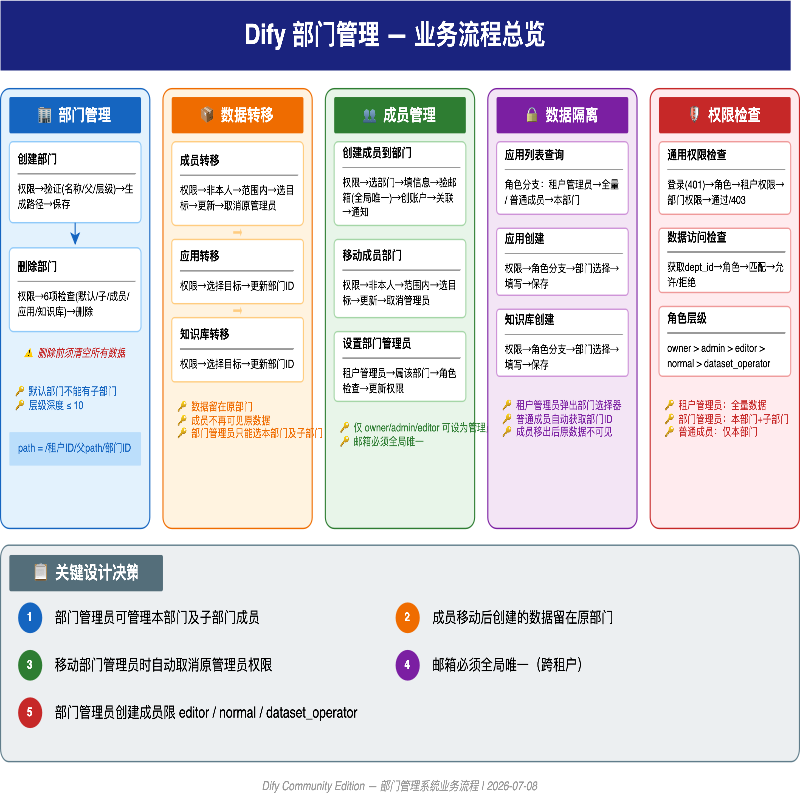 Dify 部门管理 — 业务流程总览
部门管理
创建部门
权限→验证(名称/父/层级)→生
成路径→保存
删除部门
权限→6项检查(默认/子/成员/
应用/知识库)→删除
删除前须清空所有数据
默认部门不能有子部门
层级深度 ≤ 10
path = /租户ID/父path/部门ID
数据转移
成员转移
权限→非本人→范围内→选目
标→更新→取消原管理员
应用转移
权限→选择目标→更新部门ID
知识库转移
权限→选择目标→更新部门ID
数据留在原部门
成员不再可见原数据
部门管理员只能选本部门及子部门
成员管理
创建成员到部门
权限→选部门→填信息→验邮
箱(全局唯一)→创账户→关联
→通知
移动成员部门
权限→非本人→范围内→选目
标→更新→取消管理员
设置部门管理员
租户管理员→属该部门→角色
检查→更新权限
仅 owner/admin/editor 可设为管理
邮箱必须全局唯一
数据隔离
应用列表查询
角色分支：租户管理员→全量
/ 普通成员→本部门
应用创建
权限→角色分支→部门选择→
填写→保存
知识库创建
权限→角色分支→部门选择→
填写→保存
租户管理员弹出部门选择器
普通成员自动获取部门ID
成员移出后原数据不可见
权限检查
通用权限检查
登录(401)→角色→租户权限→
部门权限→通过/403
数据访问检查
获取dept_id→角色→匹配→允
许/拒绝
角色层级
owner > admin > editor >
normal > dataset_operator
租户管理员：全量数据
部门管理员：本部门+子部门
普通成员：仅本部门
关键设计决策
1 部门管理员可管理本部门及子部门成员
2 成员移动后创建的数据留在原部门
3 移动部门管理员时自动取消原管理员权限
4 邮箱必须全局唯一（跨租户）
5 部门管理员创建成员限 editor / normal / dataset_operator
Dify Community Edition — 部门管理系统业务流程 | 2026-07-08